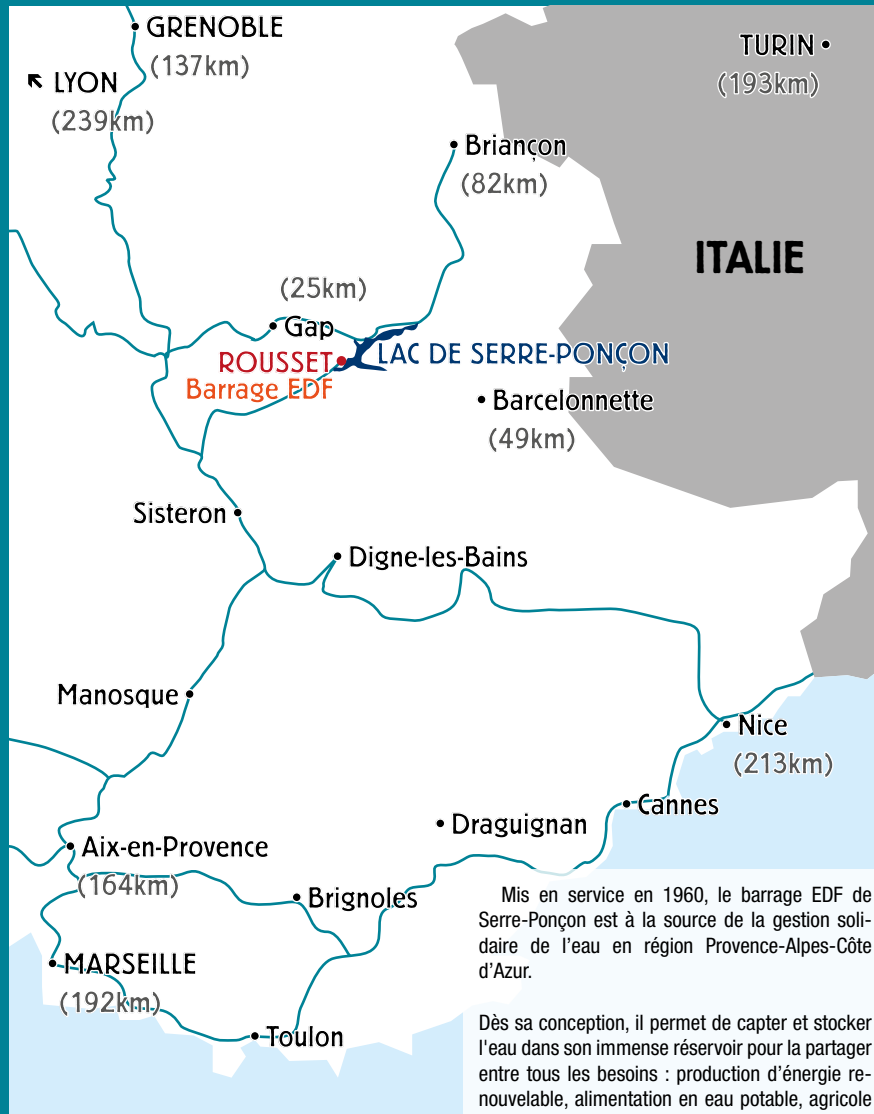 GRENOBLE
(137km)
TURIN
(193km)
LYON
(239km)
Briançon
(82km)
ITALIE
(25km)
Gap
ROUSSET
LAC DE SERRE-PONÇON
Barrage EDF
Barcelonnette
(49km)
Sisteron
Digne-les-Bains
Manosque
Nice
(213km)
Cannes
Draguignan
Aix-en-Provence
(164km)
Brignoles
MARSEILLE
(192km)
Toulon
Mis en service en 1960, le barrage EDF de
Serre-Ponçon est à la source de la gestion soli-
daire de l’eau en région Provence-Alpes-Côte
d’Azur.
Dès sa conception, il permet de capter et stocker
l'eau dans son immense réservoir pour la partager
entre tous les besoins : production d’énergie re-
nouvelable, alimentation en eau potable, agricole